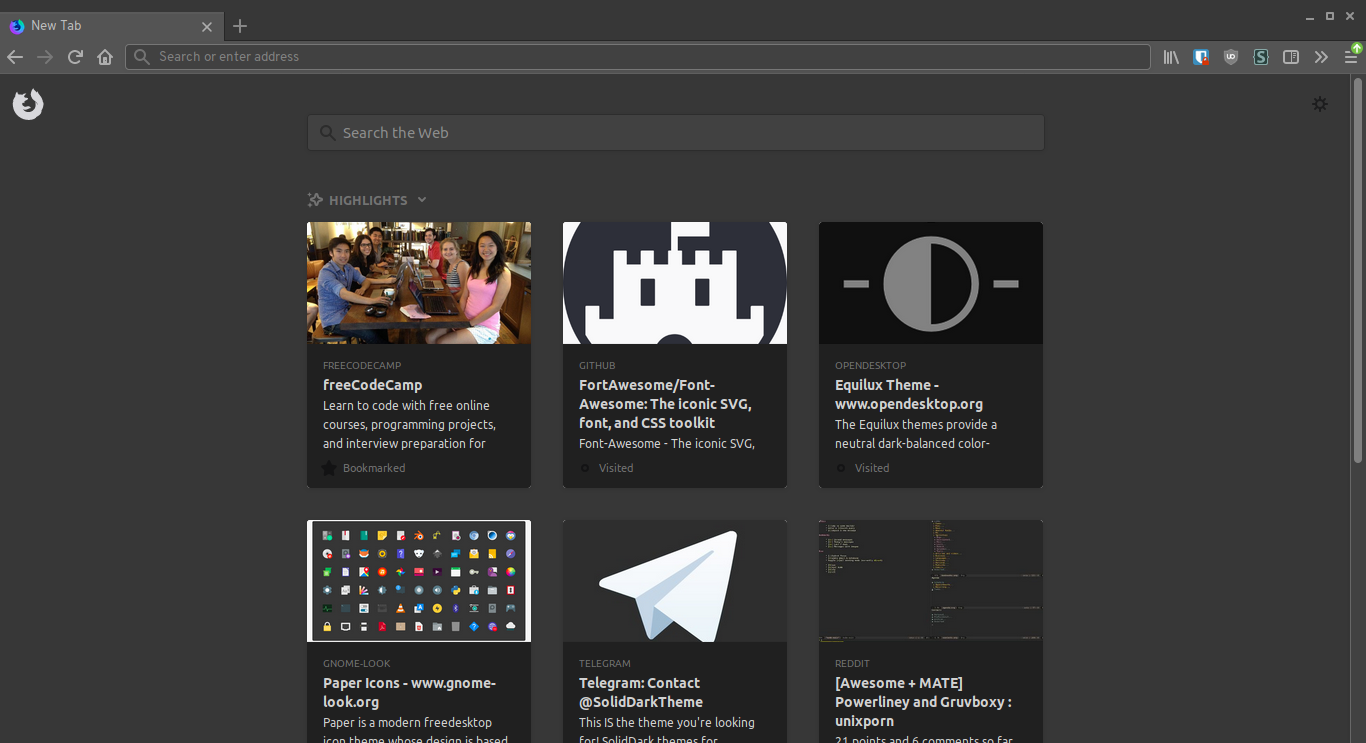 New Tab
Search or enter address
Search the Web
HIGHLIGHTS
FREECODECAMP
freeCodeCamp
Learn to code with free online
courses, programming projects,
and interview preparation for
Bookmarked
GITHUB
FortAwesome/Font-
Awesome: The iconic SVG,
font, and CSS toolkit
Font-Awesome - The iconic SVG,
Visited
OPENDESKTOP
Equilux Theme -
www.opendesktop.org
The Equilux themes provide a
neutral dark-balanced color-
Visited
GNOME-LOOK
Paper Icons - www.gnome-
look.org
Paper is a modern freedesktop
icon theme whose design is based
TELEGRAM
Telegram: Contact
@SolidDarkTheme
This IS the theme you're looking
for! SolidDark themes for
REDDIT
[Awesome + MATE]
Powerliney and Gruvboxy :
unixporn
21 points and 6 comments so far